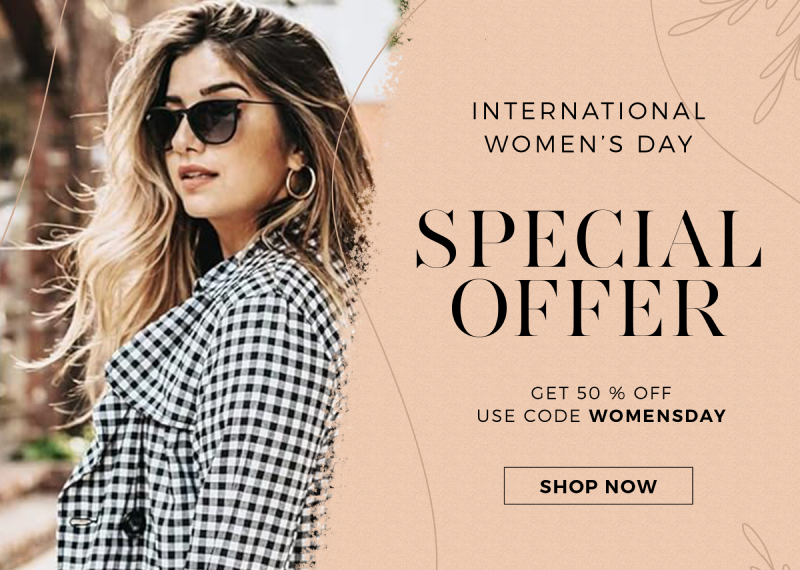 INTERNATIONAL
WOMEN'S DAY
SPECIAL
OFFER
GET 50 % OFF
USE CODE WOMENSDAY
SHOP NOW